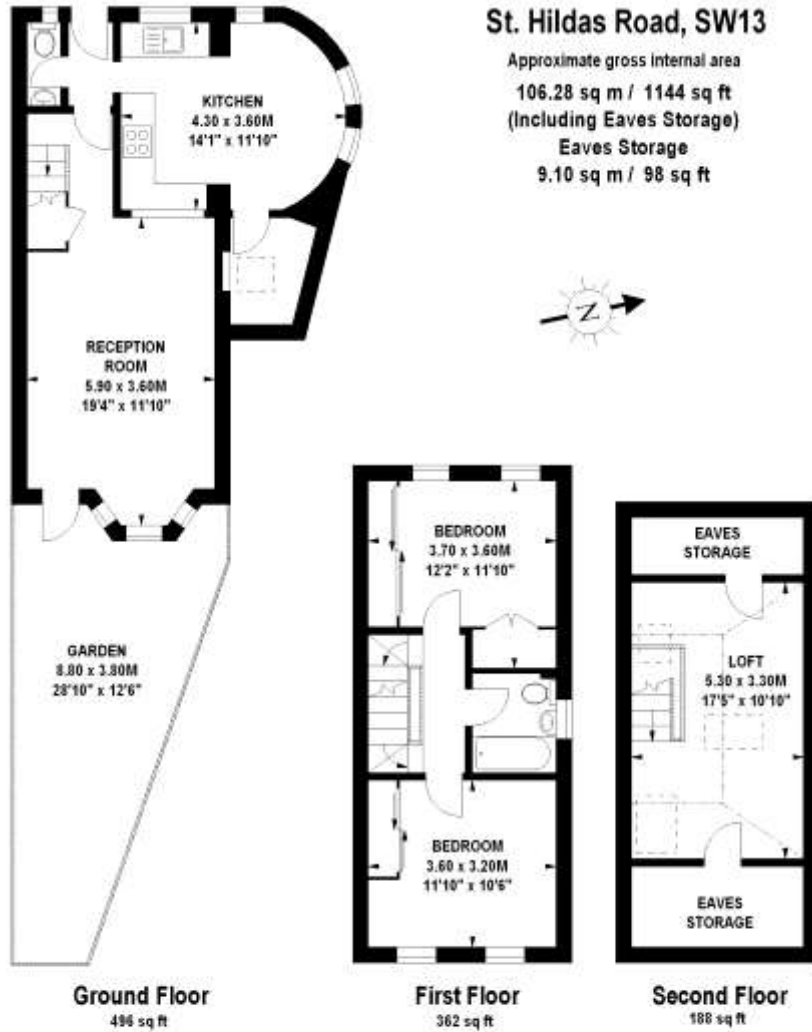 St. Hildas Road, SW13
Approximate gross internal area
106.28 sq m / 1144 sq ft
(Including Eaves Storage)
Eaves Storage
9.10 sq m / 98 sq ft
N
KITCHEN
4.30 x 3.60M
14'1" x 11'10"
RECEPTION
ROOM
5.90 x 3.60M
19'4" x 11'10"
GARDEN
8.80 x 3.80M
28'10" x 12'6"
Ground Floor
496 sq ft
BEDROOM
3.70 x 3.60M
12'2" x 11'10"
BEDROOM
3.60 x 3.20M
11'10" x 10'6"
First Floor
362 sq ft
EAVES
STORAGE
LOFT
5.30 x 3.30M
17'5" x 10'10"
EAVES
STORAGE
Second Floor
188 sq ft